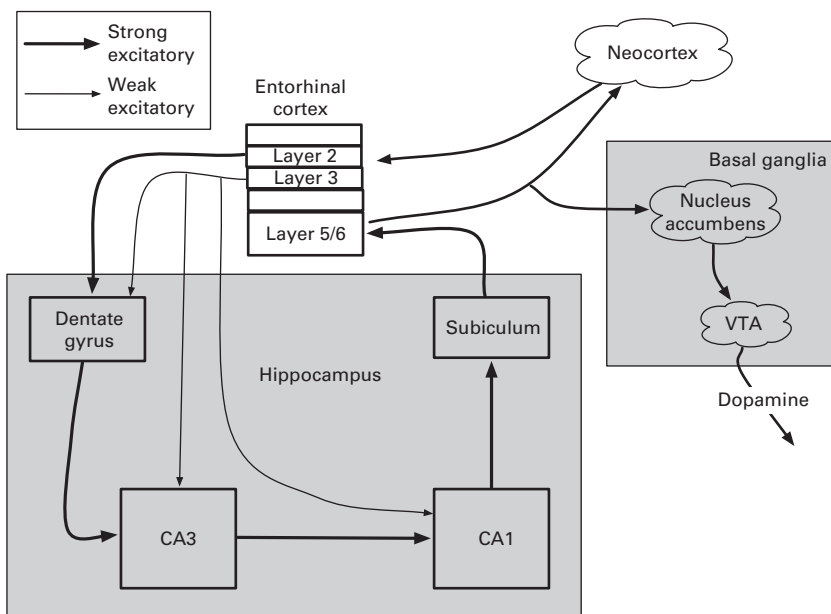 Strong
excitatory
Weak
excitatory
Entorhinal
cortex
Neocortex
Layer 2
Layer 3
Layer 5/6
Basal ganglia
Nucleus
accumbens
VTA
Dopamine
Dentate
gyrus
Subiculum
Hippocampus
CA3
CA1